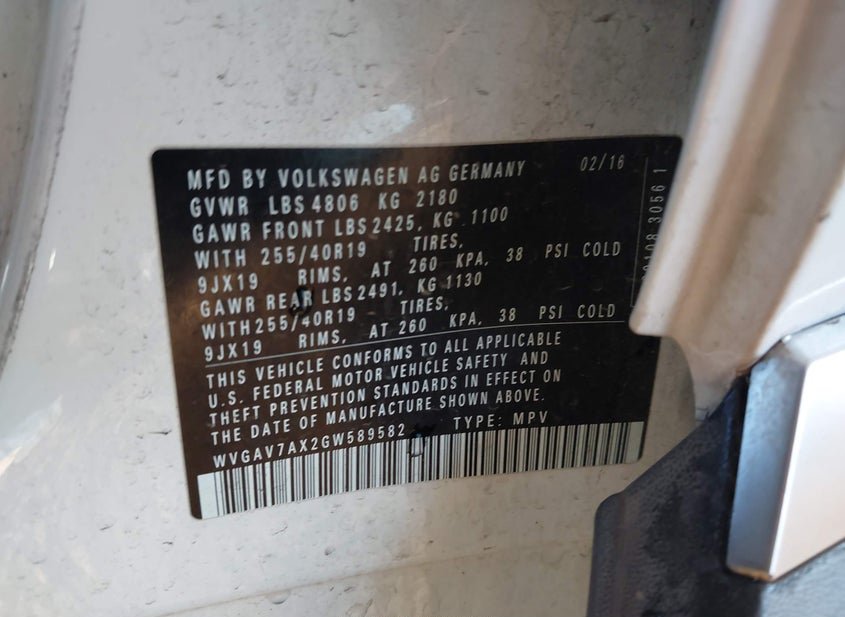 MFD BY VOLKSWAGEN AG GERMANY 02/16
GVWR LBS 4806 KG 2180
GAWR FRONT LBS 2425, KG 1100
WITH 255/40R19 TIRES,
9JX19 RIMS, AT 260 KPA, 38 PSI COLD
GAWR REAR LBS 2491, KG 1130
WITH 255/40R19 TIRES,
9JX19 RIMS, AT 260 KPA, 38 PSI COLD
THIS VEHICLE CONFORMS TO ALL APPLICABLE
U.S. FEDERAL MOTOR VEHICLE SAFETY AND
THEFT PREVENTION STANDARDS IN EFFECT ON
THE DATE OF MANUFACTURE SHOWN ABOVE.
WVGAV7AX2GW589582 TYPE: MPV
3056 1